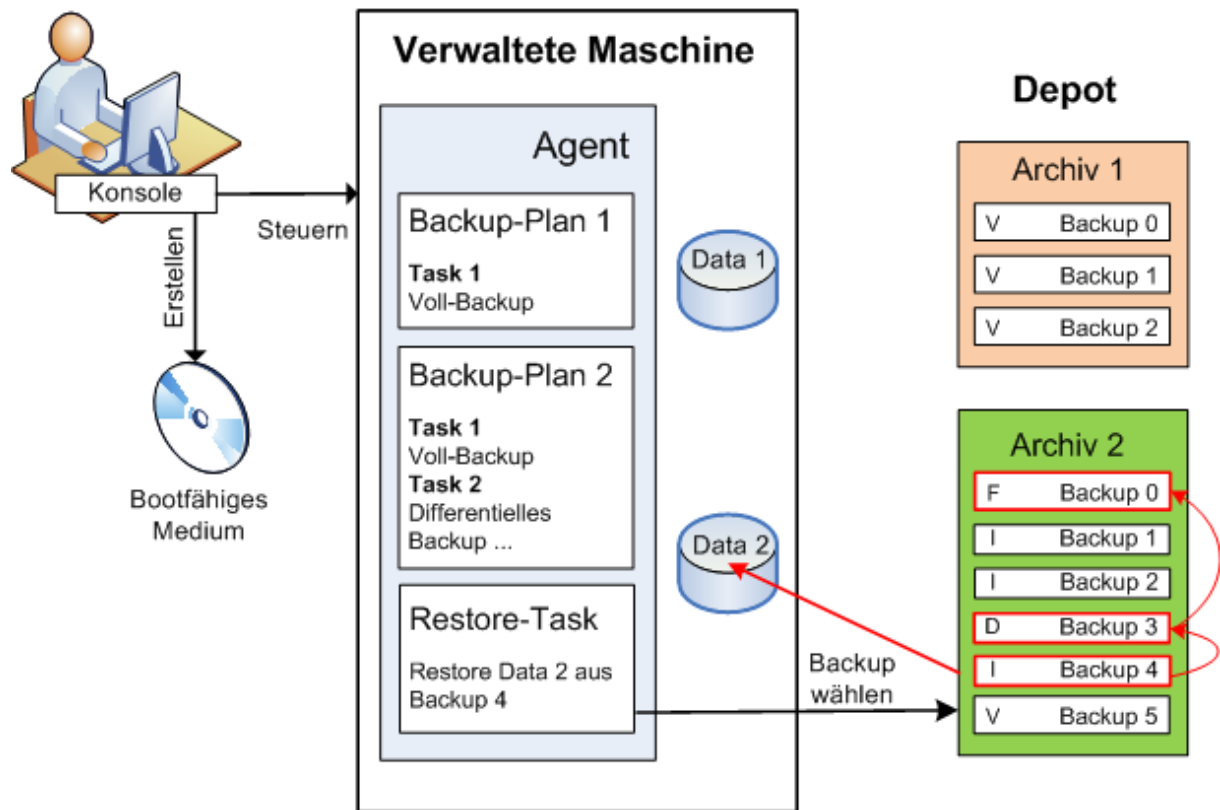 Konsole
Steuern
Erstellen
Bootfähiges
Medium
Verwaltete Maschine
Agent
Backup-Plan 1
Task 1
Voll-Backup
Backup-Plan 2
Task 1
Voll-Backup
Task 2
Differentielles
Backup ...
Restore-Task
Restore Data 2 aus
Backup 4
Data 1
Data 2
Backup
wählen
Depot
Archiv 1
V Backup 0
V Backup 1
V Backup 2
Archiv 2
F Backup 0
I Backup 1
I Backup 2
D Backup 3
I Backup 4
V Backup 5